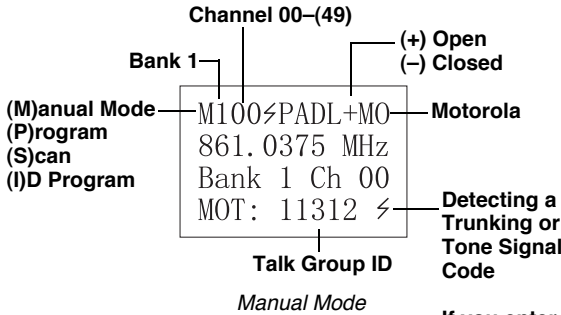 Channel 00–(49)
(+) Open
(–) Closed
Bank 1
(M)anual Mode
(P)rogram
(S)can
(I)D Program
M100⚡PADL+MO
861.0375 MHz
Bank 1 Ch 00
MOT: 11312 ⚡
Motorola
Detecting a
Trunking or
Tone Signal
Code
Talk Group ID
Manual Mode